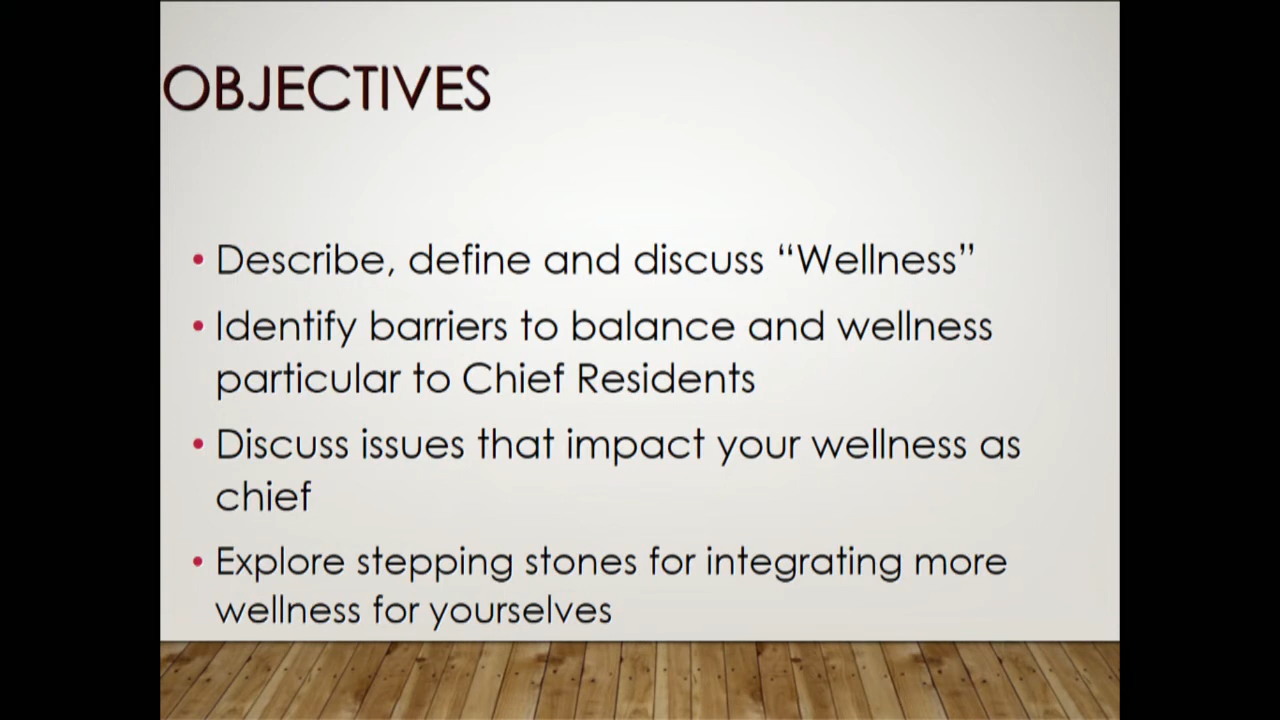 OBJECTIVES
• Describe, define and discuss “Wellness”
• Identify barriers to balance and wellness
particular to Chief Residents
• Discuss issues that impact your wellness as
chief
• Explore stepping stones for integrating more
wellness for yourselves